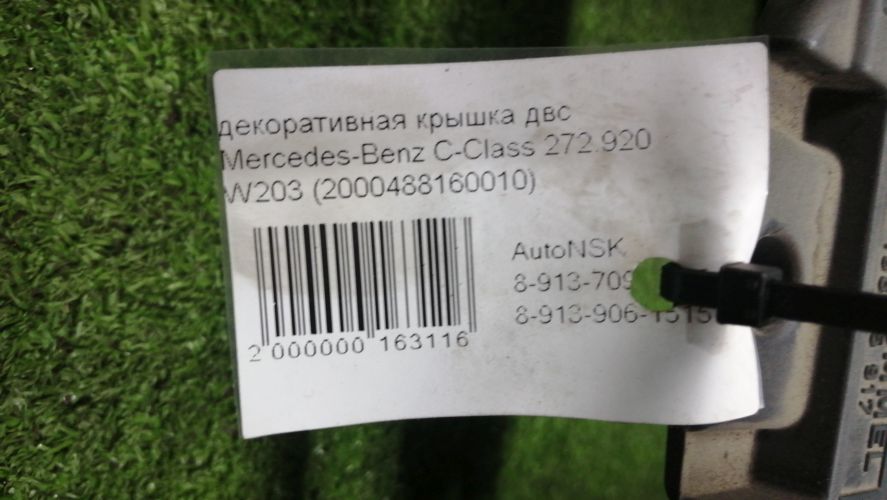 декоративная крышка двс
Mercedes-Benz C-Class 272.920
W203 (2000488160010)
AutoNSK
8-913-709
8-913-906-1515
2 000000 163116